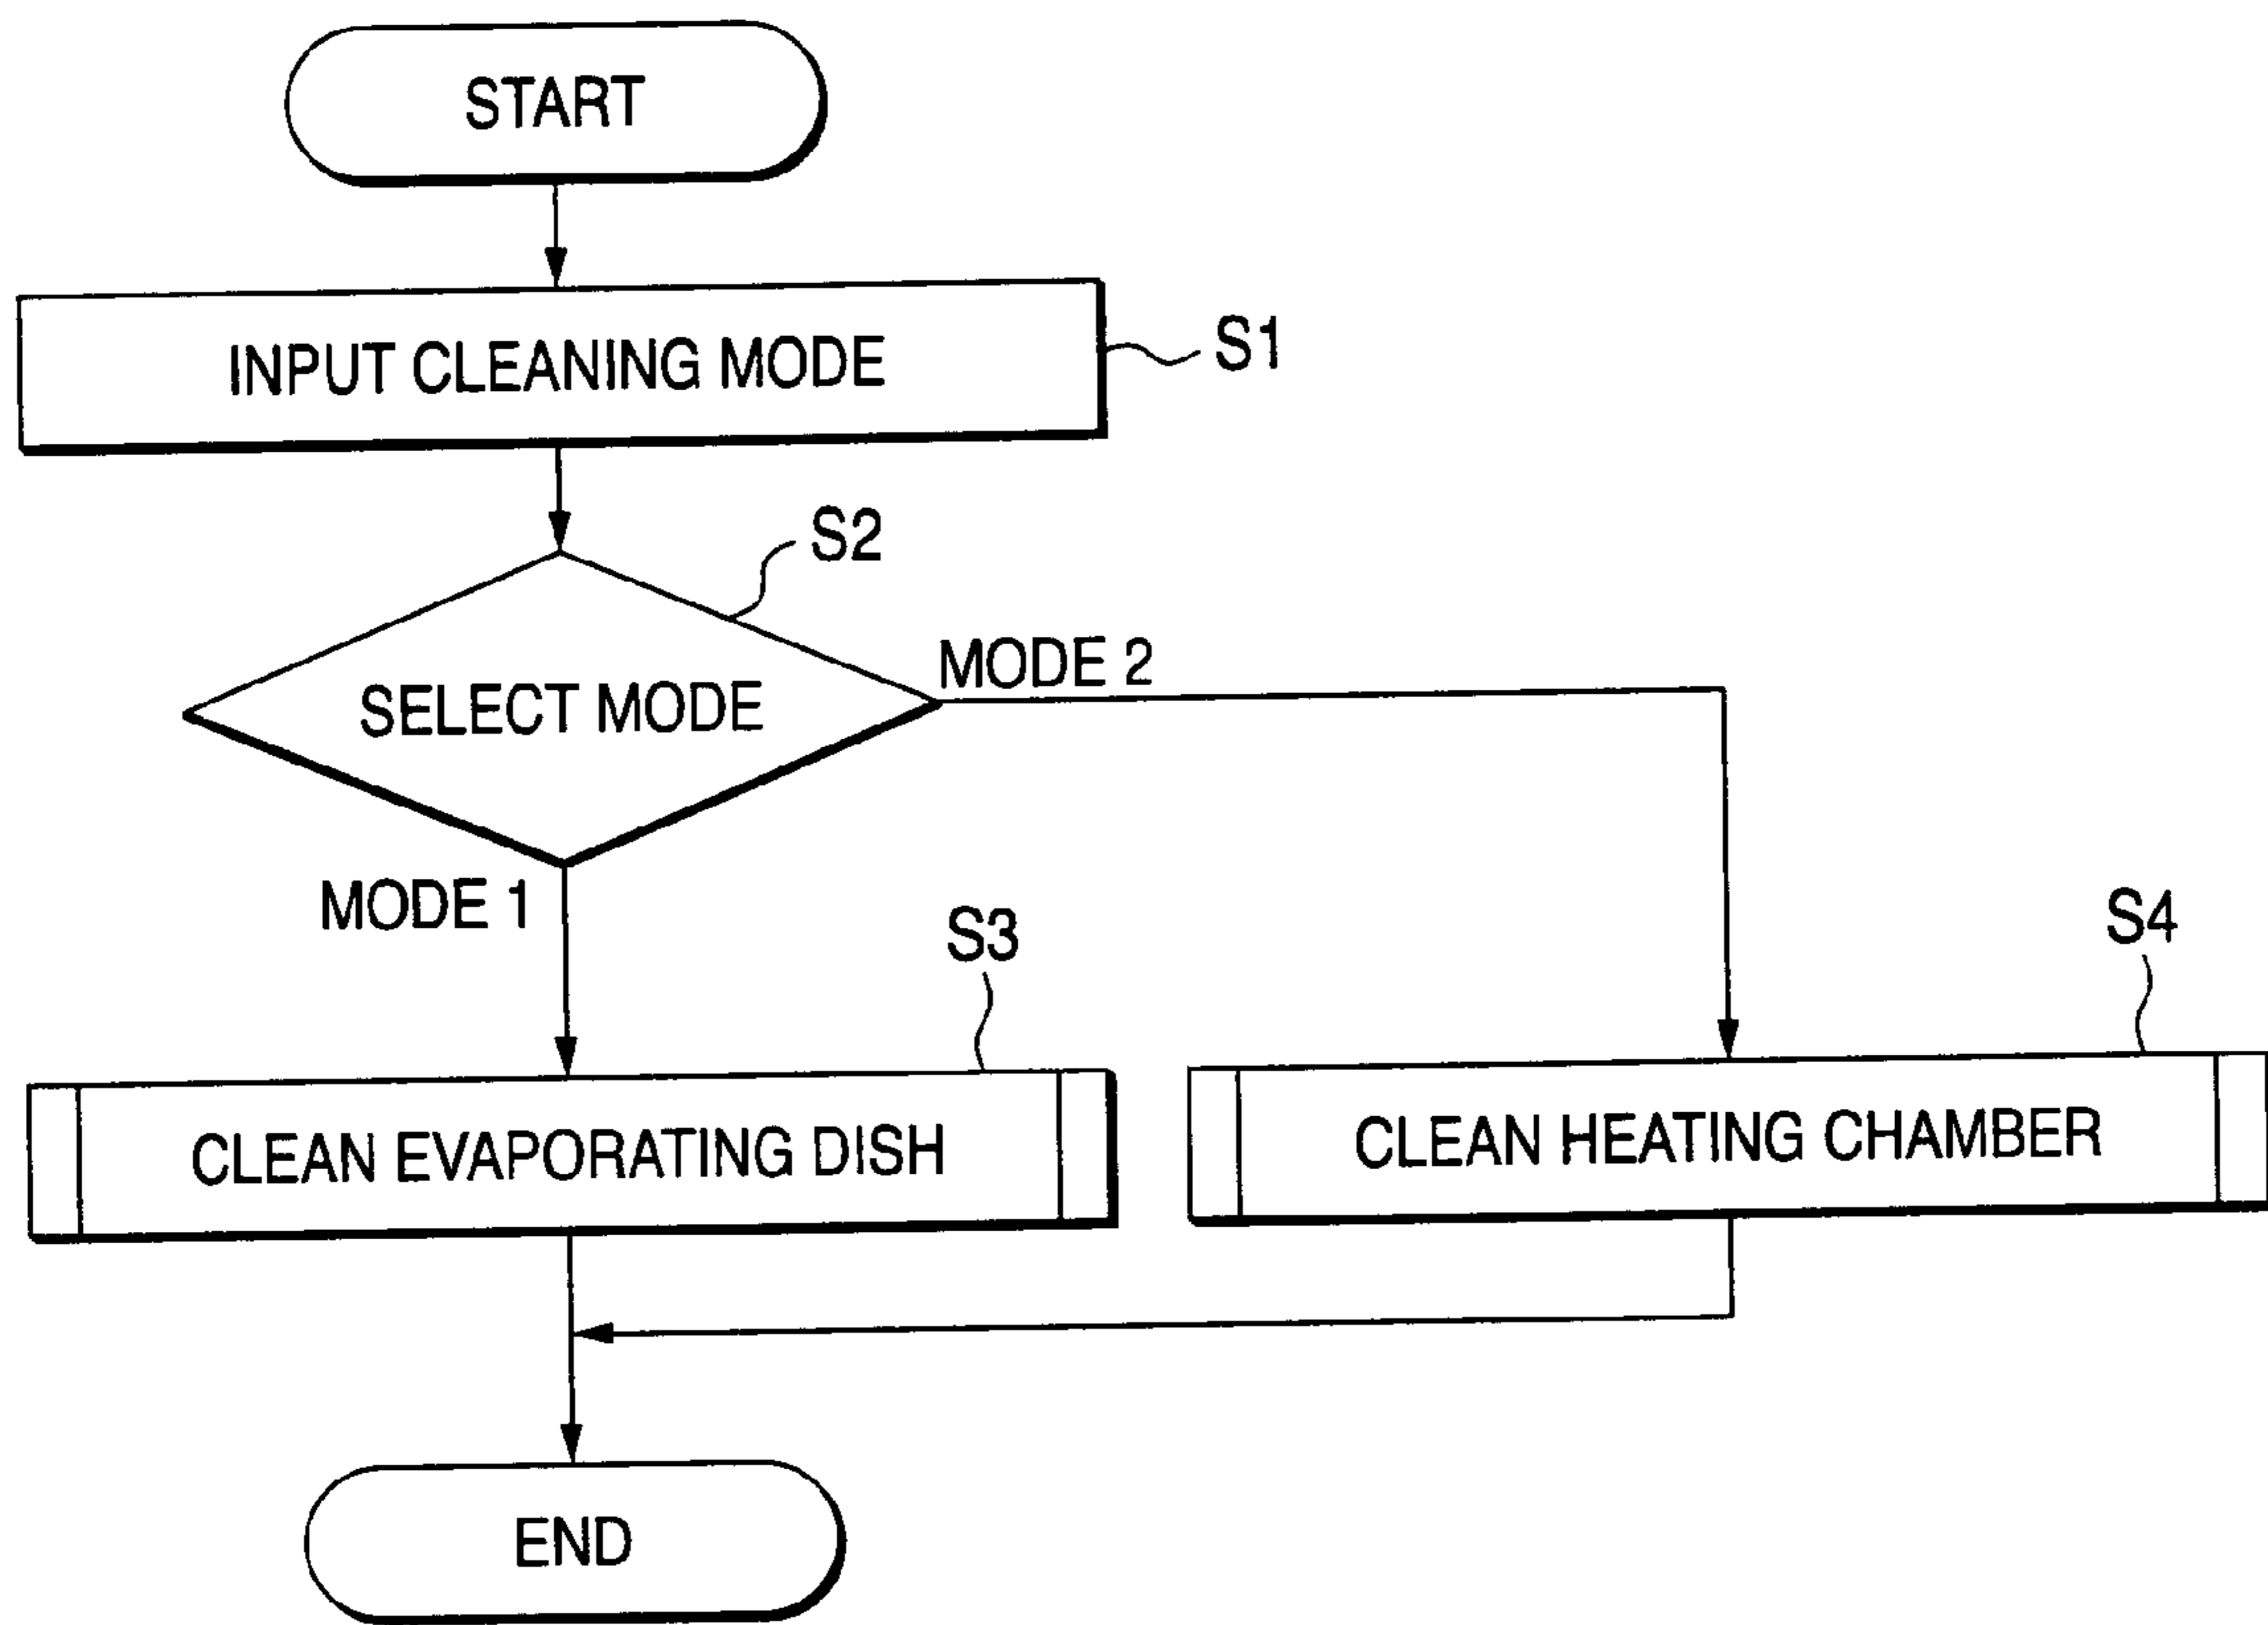 START
INPUT CLEANING MODE
S1
S2
SELECT MODE
MODE 2
MODE 1
S3
S4
CLEAN EVAPORATING DISH
CLEAN HEATING CHAMBER
END